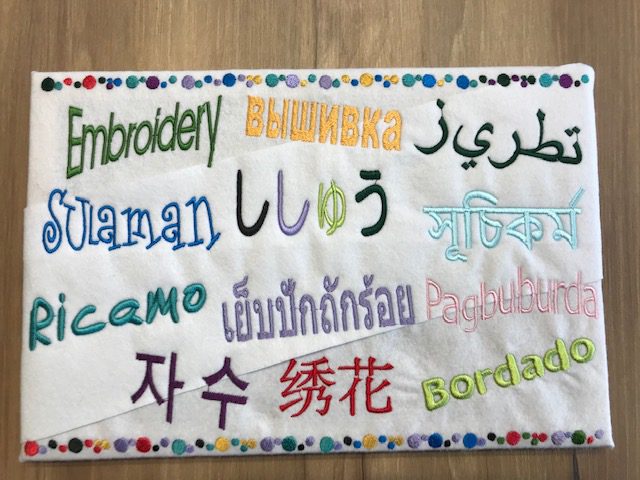 Embroidery вышивка تطريز
Sulaman ししゅう সূচিকর্ম
Ricamo เย็บปักถักร้อย Pagbuburda
자수 绣花 Bordado